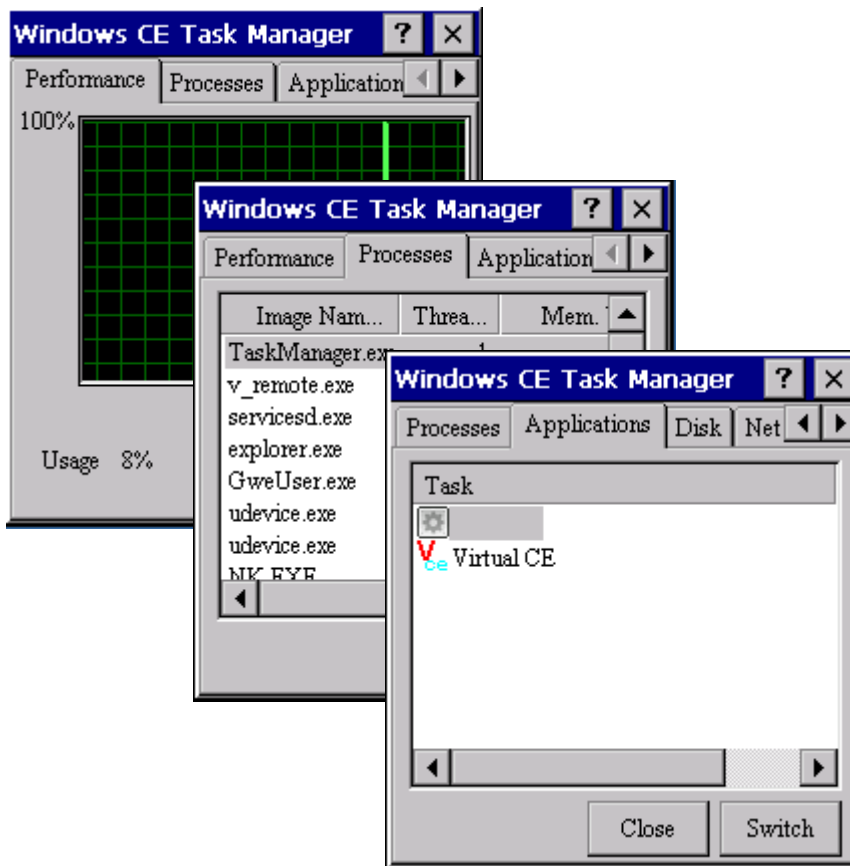 Windows CE Task Manager ? ×
Performance Processes Application
100%
Usage 8%
Windows CE Task Manager ? ×
Performance Processes Application
Image Nam... Threa... Mem.
TaskManager.exe 1
v_remote.exe
servicesd.exe
explorer.exe
GweUser.exe
udevice.exe
udevice.exe
NK.EXE
Windows CE Task Manager ? ×
Processes Applications Disk Net
Task
Vce Virtual CE
Close Switch